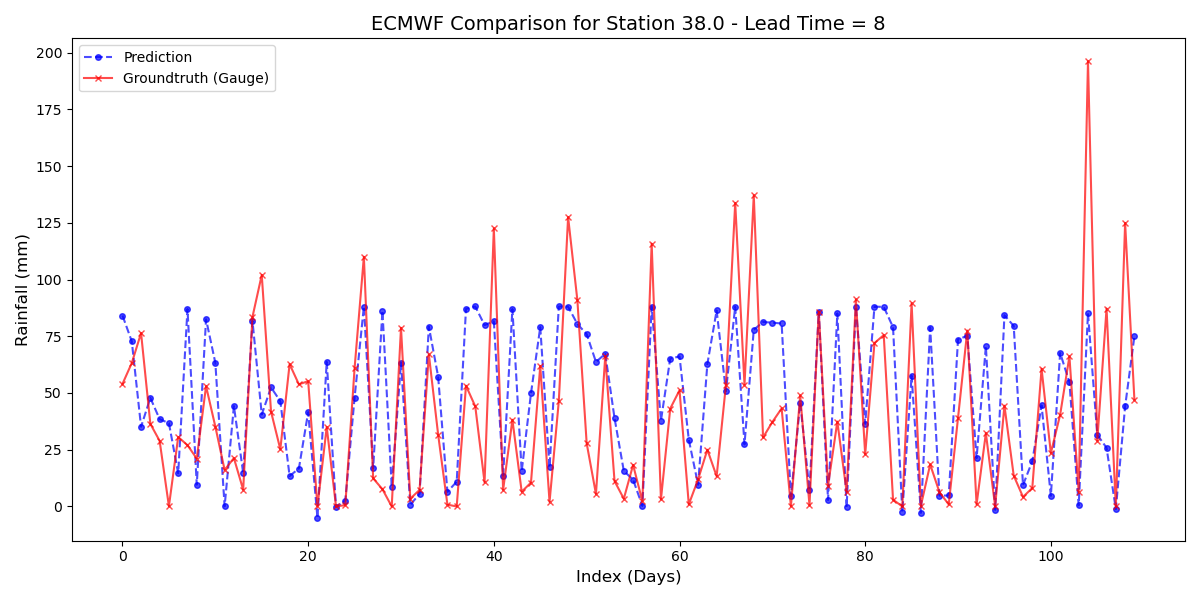 ECMWF Comparison for Station 38.0 - Lead Time = 8
Prediction
Groundtruth (Gauge)
Rainfall (mm)
200
175
150
125
100
75
50
25
0
0 20 40 60 80 100
Index (Days)